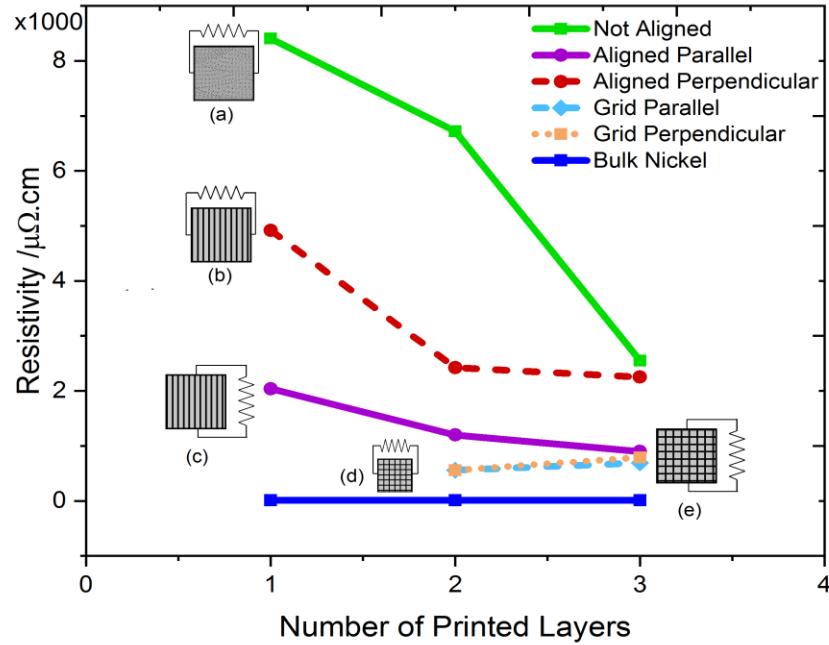 x1000
Not Aligned
Aligned Parallel
Aligned Perpendicular
Grid Parallel
Grid Perpendicular
Bulk Nickel
8
6
4
2
0
Resistivity /μΩ.cm
(a)
(b)
(c)
(d)
(e)
0 1 2 3 4
Number of Printed Layers